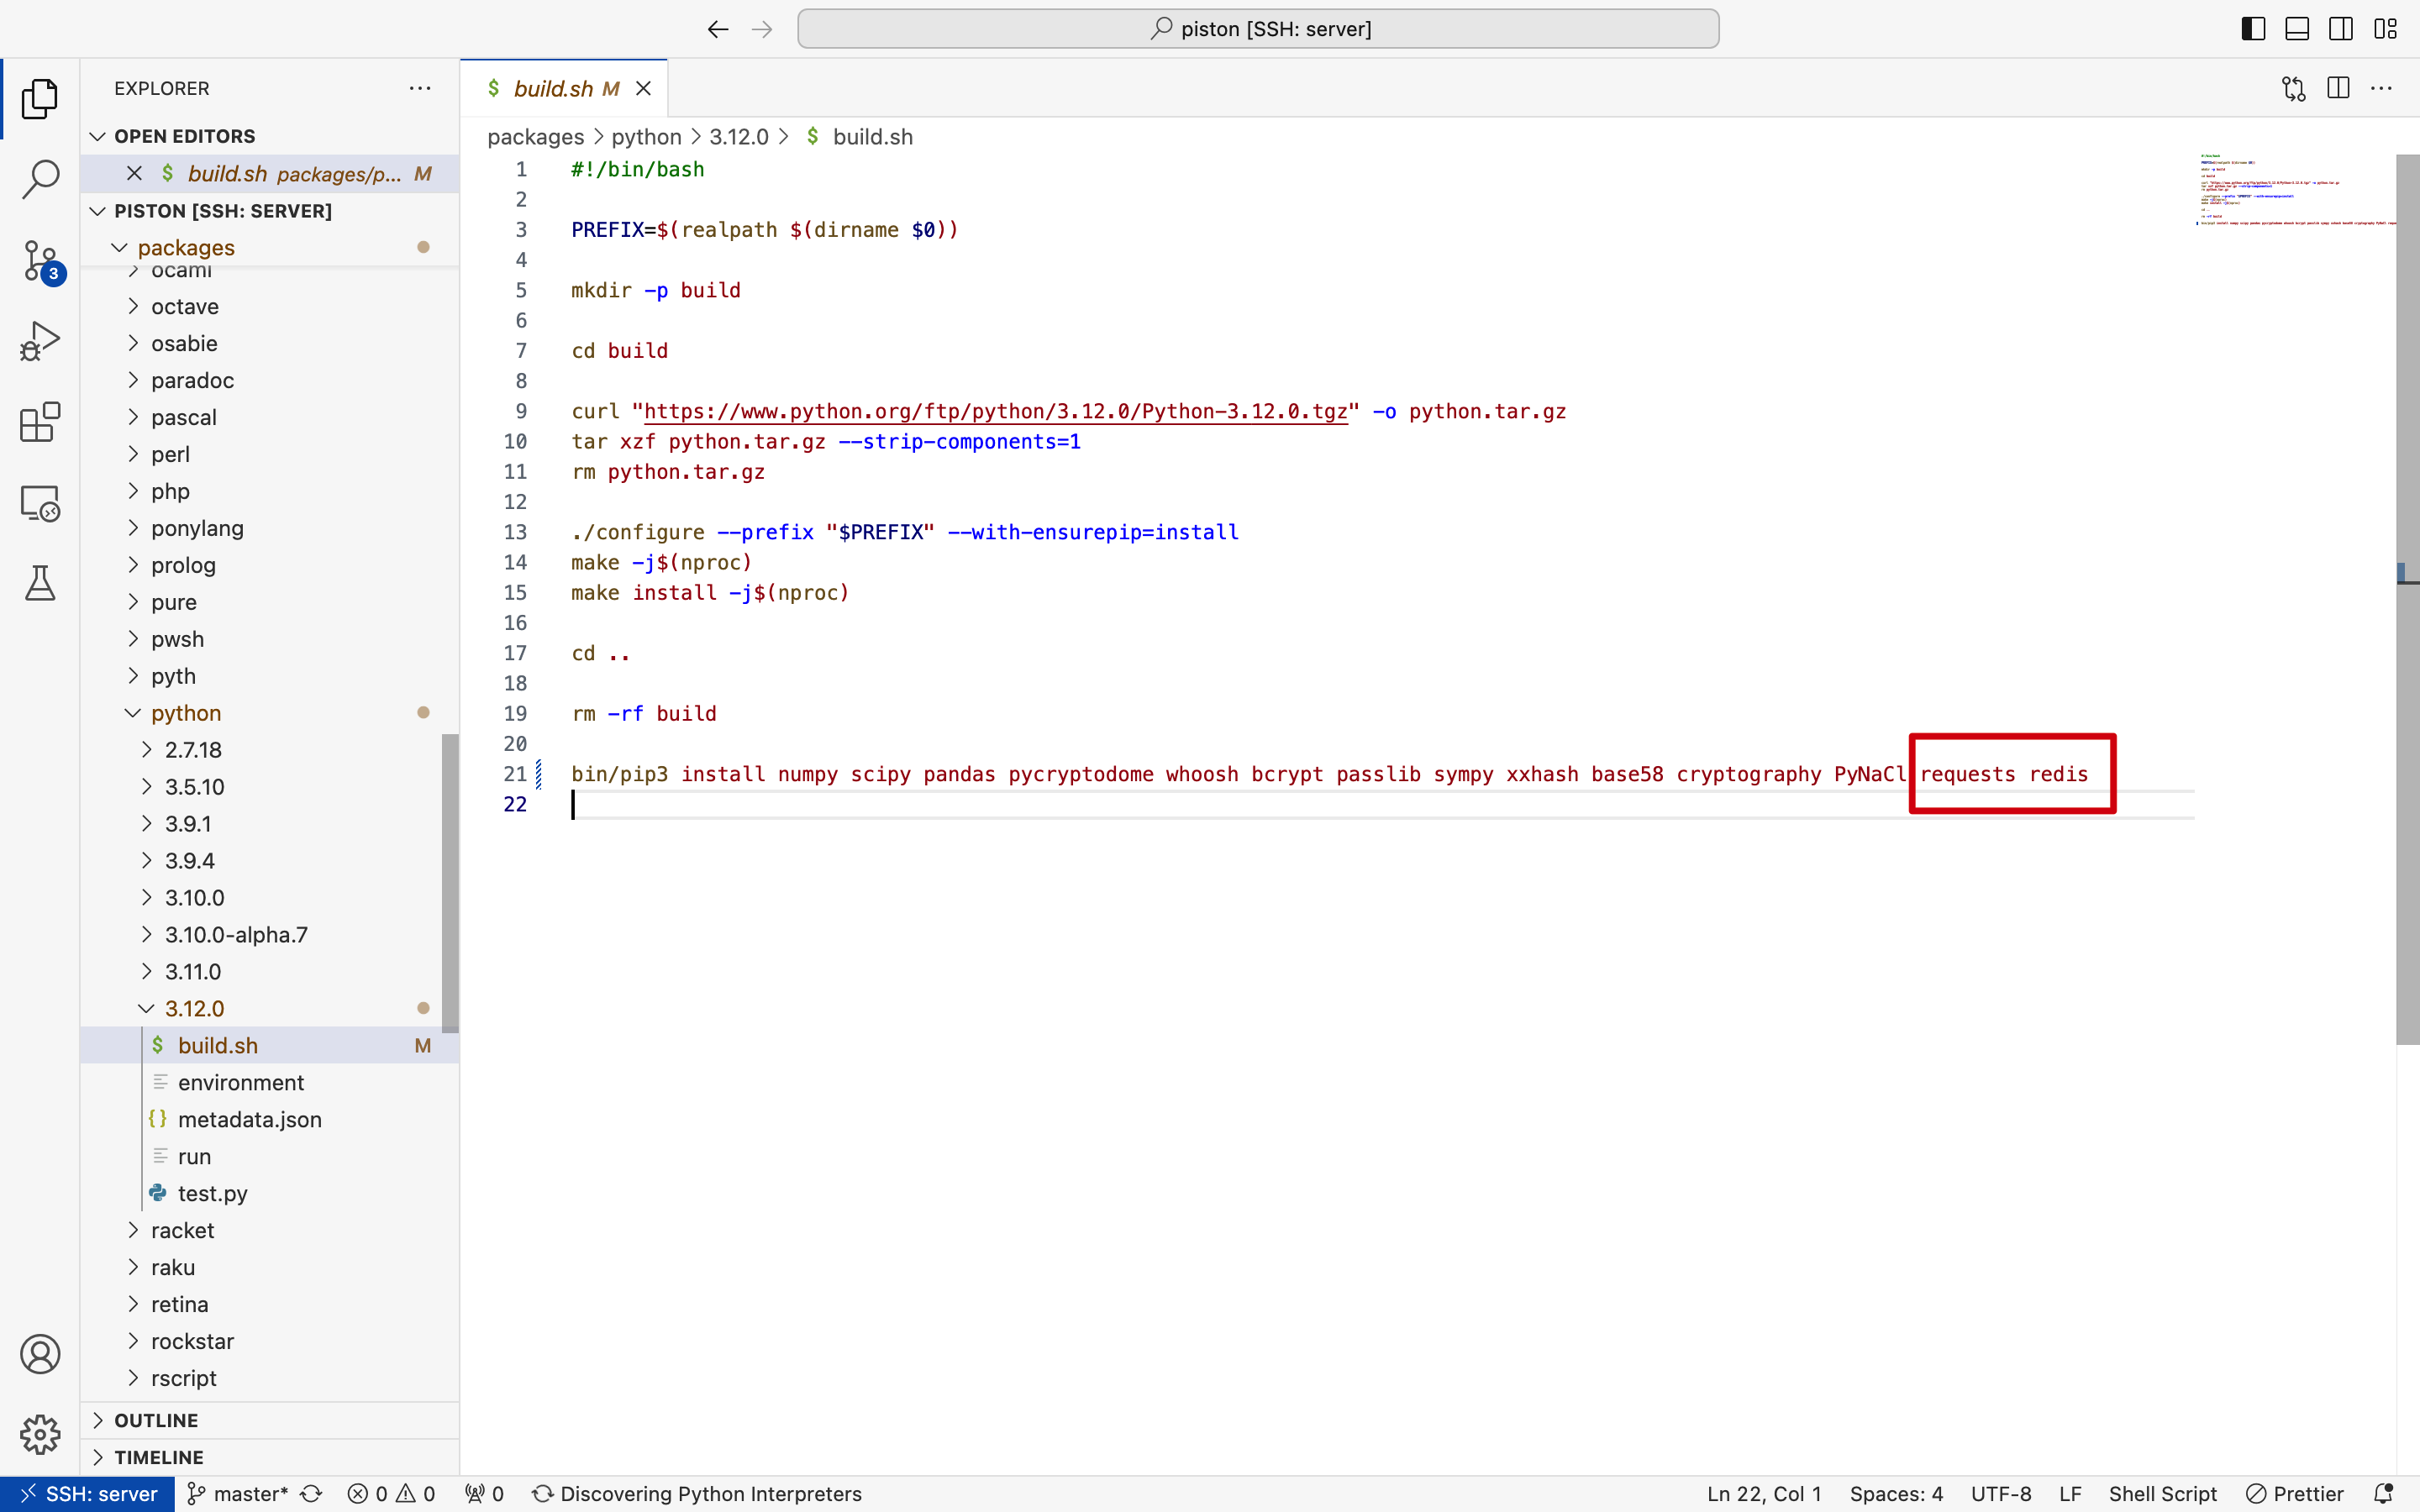 piston [SSH: server]
EXPLORER
OPEN EDITORS
build.sh packages/p... M
PISTON [SSH: SERVER]
packages
ocaml
octave
osabie
paradoc
pascal
perl
php
ponylang
prolog
pure
pwsh
pyth
python
2.7.18
3.5.10
3.9.1
3.9.4
3.10.0
3.10.0-alpha.7
3.11.0
3.12.0
$ build.sh M
environment
{} metadata.json
run
test.py
racket
raku
retina
rockstar
rscript
OUTLINE
TIMELINE
3
$ build.sh M
packages > python > 3.12.0 > $ build.sh
1 #!/bin/bash
2
3 PREFIX=$(realpath $(dirname $0))
4
5 mkdir -p build
6
7 cd build
8
9 curl "https://www.python.org/ftp/python/3.12.0/Python-3.12.0.tgz" -o python.tar.gz
10 tar xzf python.tar.gz --strip-components=1
11 rm python.tar.gz
12
13 ./configure --prefix "$PREFIX" --with-ensurepip=install
14 make -j$(nproc)
15 make install -j$(nproc)
16
17 cd ..
18
19 rm -rf build
20
21 bin/pip3 install numpy scipy pandas pycryptodome whoosh bcrypt passlib sympy xxhash base58 cryptography PyNaCl requests redis
22
SSH: server master* 0 0 0 Discovering Python Interpreters Ln 22, Col 1 Spaces: 4 UTF-8 LF Shell Script Prettier